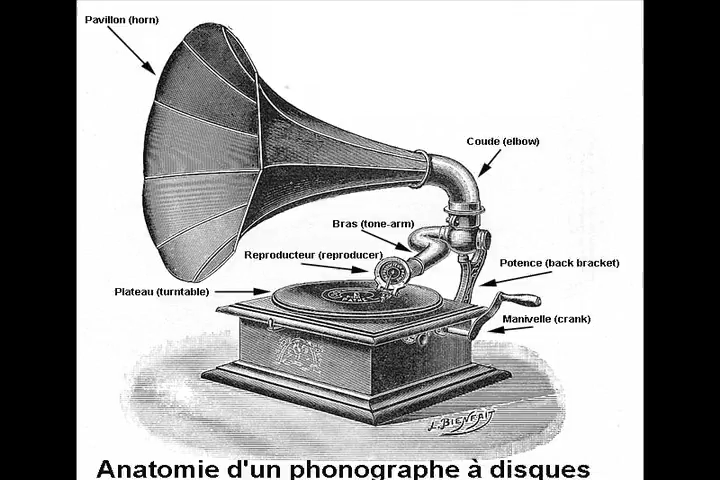 Pavillon (horn)
Coude (elbow)
Bras (tone-arm)
Reproducteur (reproducer)
Potence (back bracket)
Plateau (turntable)
Manivelle (crank)
L. BIENFAIT
Anatomie d'un phonographe à disques